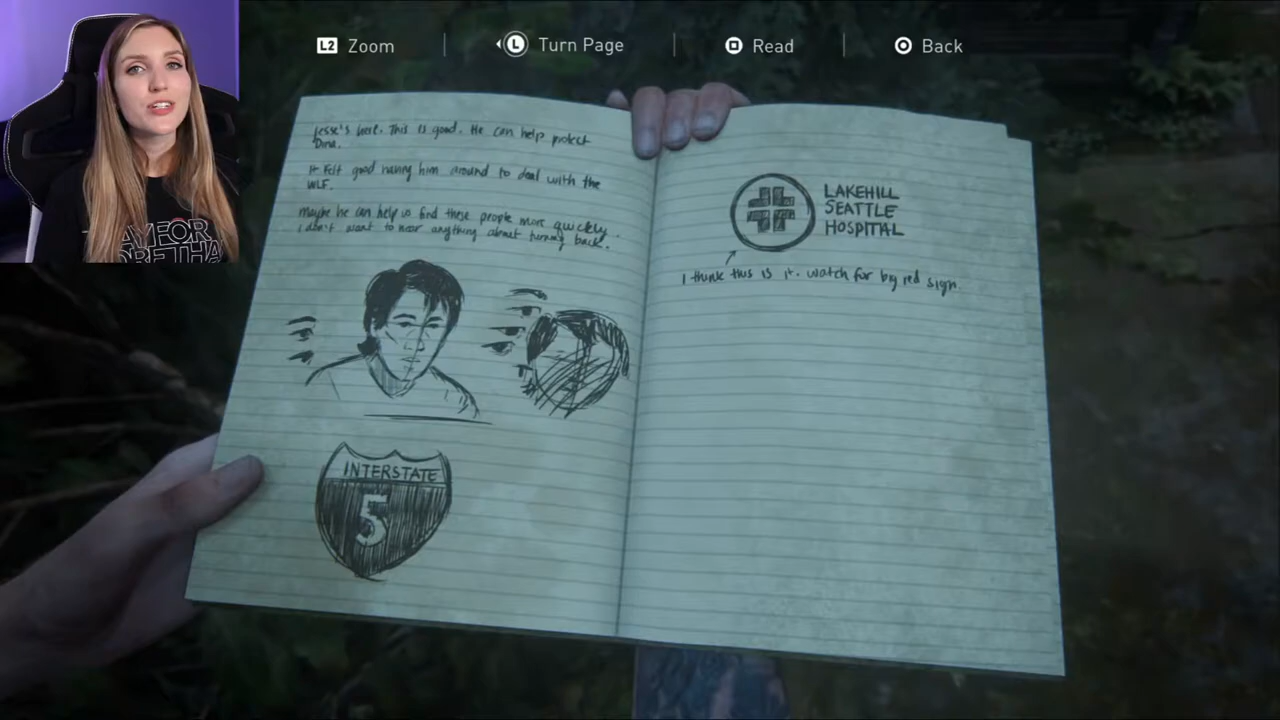 L2 Zoom
L Turn Page
Read
Back
Jesse's here. This is good. He can help protect
Dina.
It felt good having him around to deal with the
WLF.
Maybe he can help us find these people more quickly.
I don't want to hear anything about turning back.
INTERSTATE
5
LAKEHILL
SEATTLE
HOSPITAL
I think this is it. watch for big red sign.